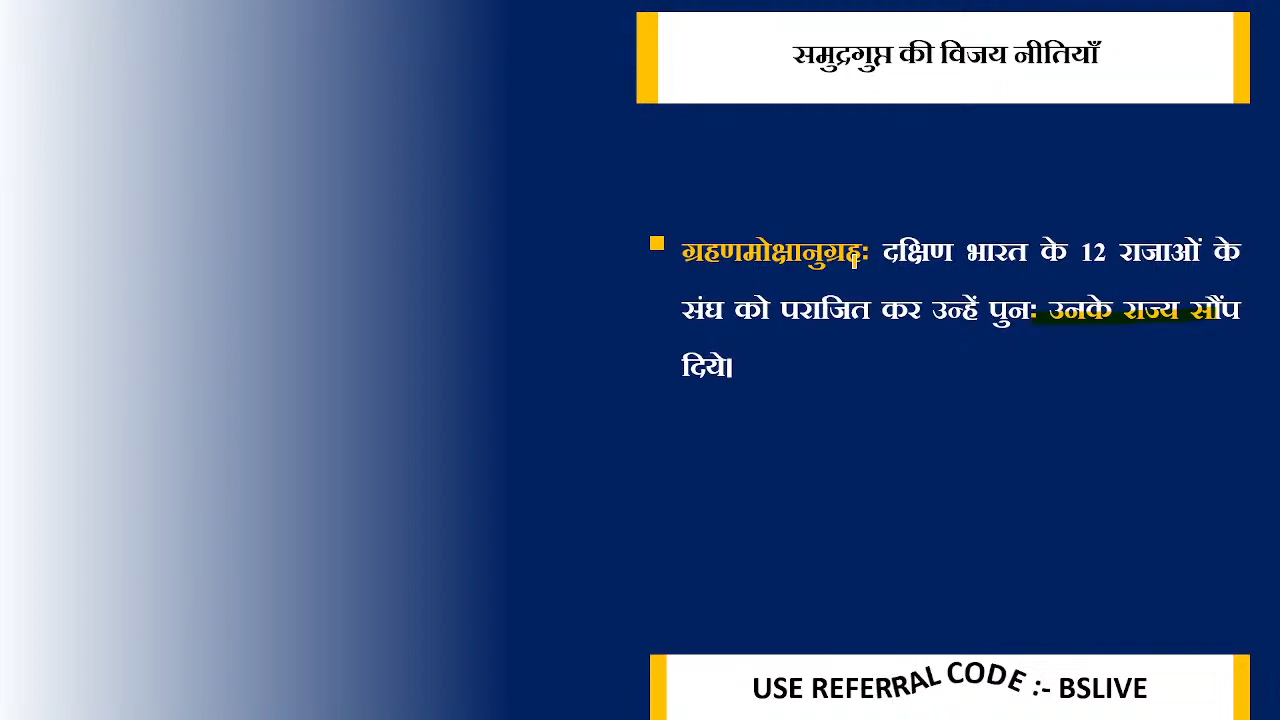 समुद्रगुप्त की विजय नीतियाँ
ग्रहणमोक्षानुग्रहः दक्षिण भारत के 12 राजाओं के
संघ को पराजित कर उन्हें पुनः उनके राज्य सौंप
दिये।
USE REFERRAL CODE :- BSLIVE